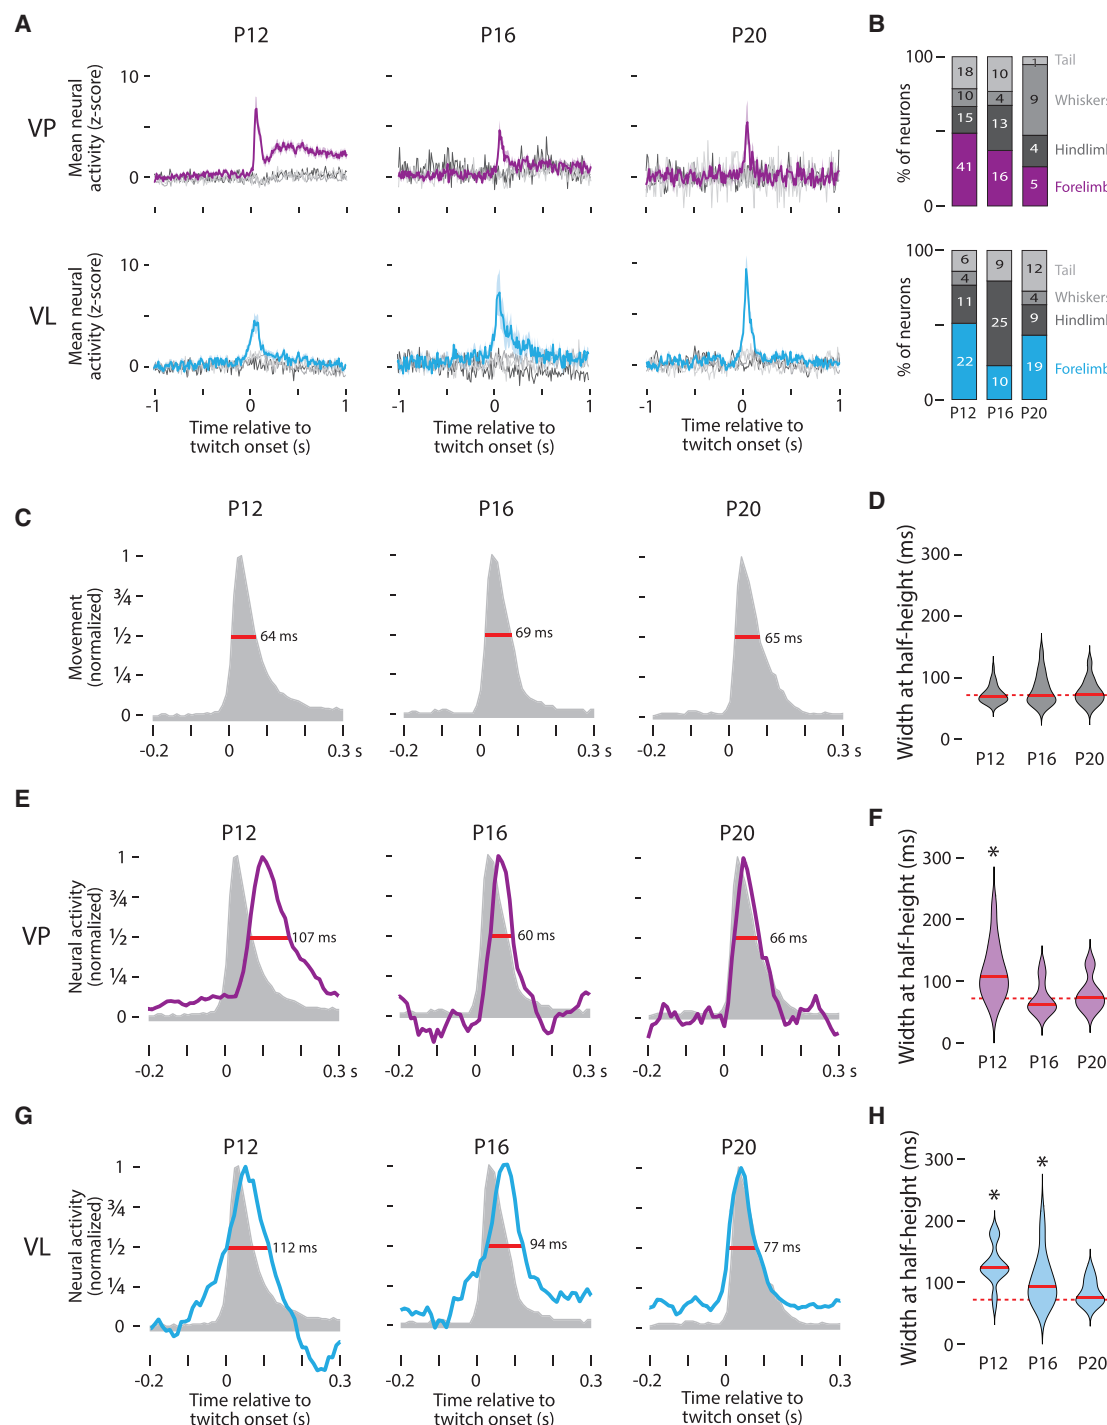 A
P12
P16
P20
VP
Mean neural
activity (z-score)
10
0
VL
Mean neural
activity (z-score)
10
0
-1
0
1
-1
0
1
-1
0
1
Time relative to
twitch onset (s)
Time relative to
twitch onset (s)
Time relative to
twitch onset (s)
B
% of neurons
100
0
18
10
15
41
10
4
13
16
1
9
4
5
Tail
Whiskers
Hindlimb
Forelimb
% of neurons
100
0
6
4
11
22
9
25
10
12
4
9
19
Tail
Whiskers
Hindlimb
Forelimb
P12
P16
P20
C
P12
P16
P20
Movement
(normalized)
1
¾
½
¼
0
64 ms
69 ms
65 ms
-0.2
0
0.3 s
-0.2
0
0.3 s
-0.2
0
0.3 s
D
Width at half-height (ms)
300
200
100
0
P12
P16
P20
E
P12
P16
P20
VP
Neural activity
(normalized)
1
¾
½
¼
0
107 ms
60 ms
66 ms
-0.2
0
0.3 s
-0.2
0
0.3 s
-0.2
0
0.3 s
F
Width at half-height (ms)
300
200
100
0
*
P12
P16
P20
G
P12
P16
P20
VL
Neural activity
(normalized)
1
¾
½
¼
0
112 ms
94 ms
77 ms
-0.2
0
0.3
-0.2
0
0.3
-0.2
0
0.3
Time relative to
twitch onset (s)
Time relative to
twitch onset (s)
Time relative to
twitch onset (s)
H
Width at half-height (ms)
300
200
100
0
*
*
P12
P16
P20